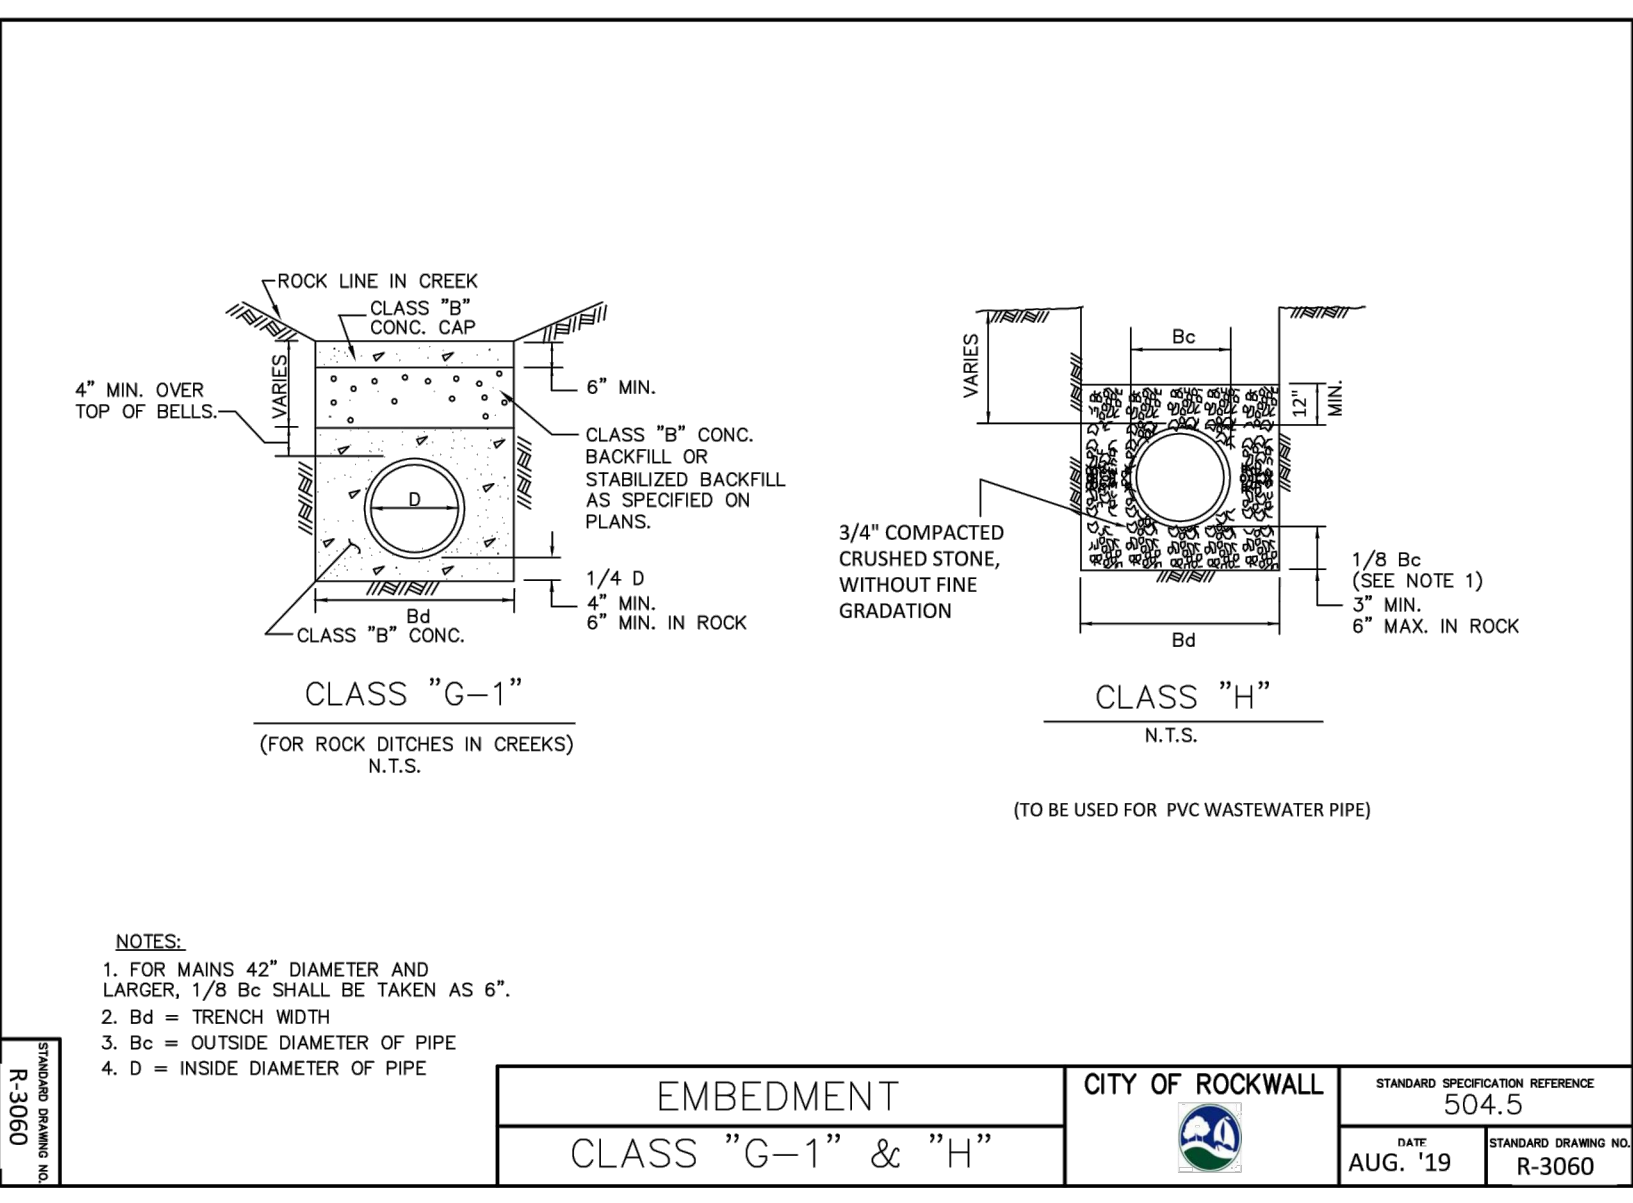 ROCK LINE IN CREEK
CLASS "B"
CONC. CAP
VARIES
4" MIN. OVER
TOP OF BELLS.
6" MIN.
CLASS "B" CONC.
BACKFILL OR
STABILIZED BACKFILL
AS SPECIFIED ON
PLANS.
D
1/4 D
4" MIN.
6" MIN. IN ROCK
Bd
CLASS "B" CONC.
CLASS "G-1"
(FOR ROCK DITCHES IN CREEKS)
N.T.S.
VARIES
Bc
12"
MIN.
3/4" COMPACTED
CRUSHED STONE,
WITHOUT FINE
GRADATION
1/8 Bc
(SEE NOTE 1)
3" MIN.
6" MAX. IN ROCK
Bd
CLASS "H"
N.T.S.
(TO BE USED FOR PVC WASTEWATER PIPE)
NOTES:
1. FOR MAINS 42" DIAMETER AND
LARGER, 1/8 Bc SHALL BE TAKEN AS 6".
2. Bd = TRENCH WIDTH
3. Bc = OUTSIDE DIAMETER OF PIPE
4. D = INSIDE DIAMETER OF PIPE
STANDARD DRAWING NO.
R-3060
EMBEDMENT
CLASS "G-1" & "H"
CITY OF ROCKWALL
STANDARD SPECIFICATION REFERENCE
504.5
DATE
AUG. '19
STANDARD DRAWING NO.
R-3060